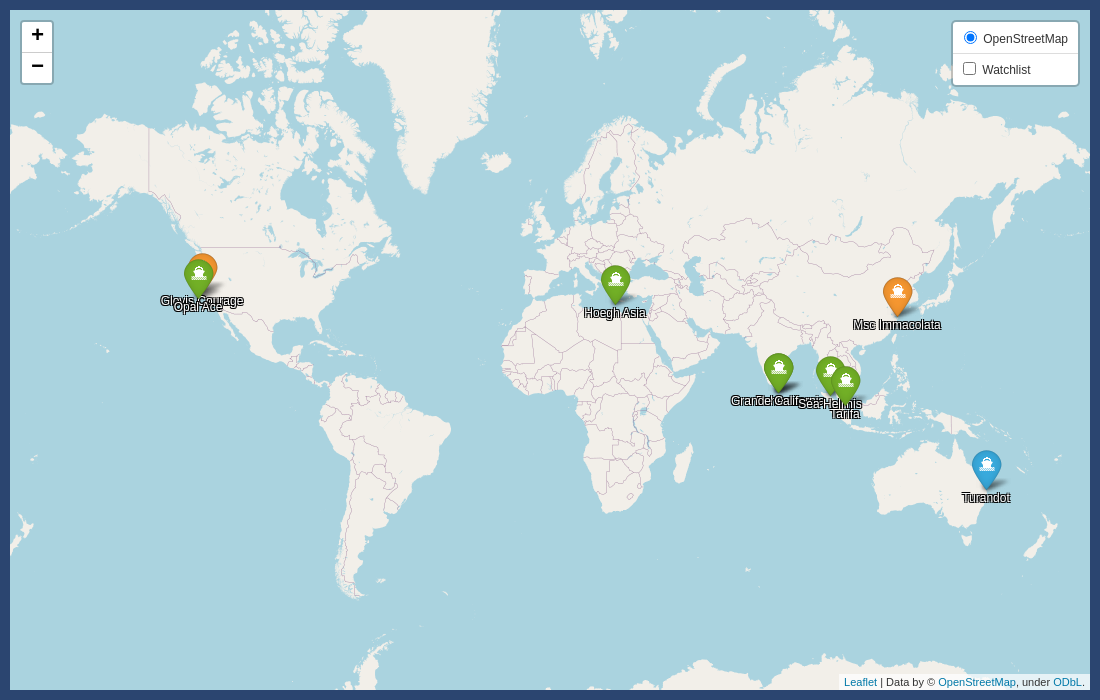 +
−
OpenStreetMap
Watchlist
Glovis Courage
Opal Ace
Hoegh Asia
Msc Immacolata
Grande California
Sea Hellinis
Tarifa
Turandot
Leaflet | Data by © OpenStreetMap, under ODbL.